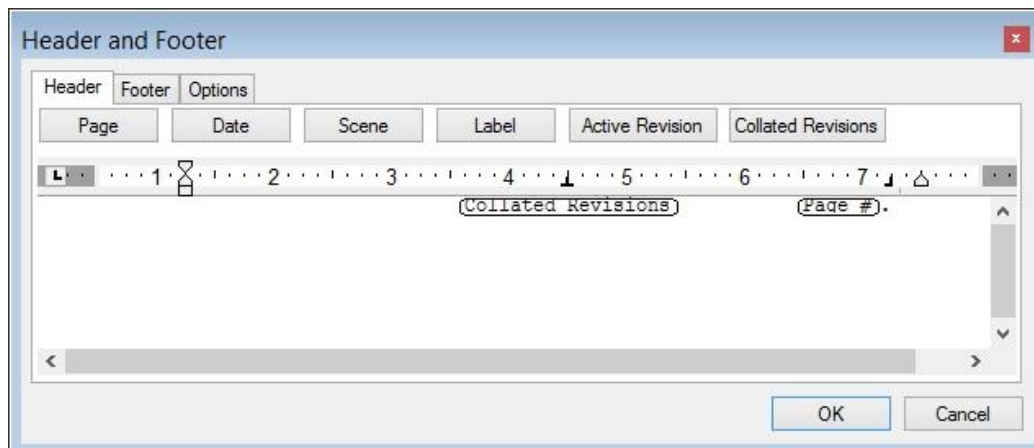 Header and Footer
x
Header Footer Options
Page Date Scene Label Active Revision Collated Revisions
L 1 2 3 4 5 6 7
Collated Revisions Page #.
OK Cancel